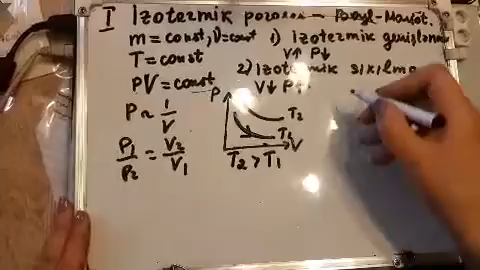 I Izotermik proses – Boyl-Mariot.
m = const, ν = const 1) Izotermik genişlənmə
V↑ P↓
T = const
2) Izotermik sıxılma
V↓ P↑
PV = const
P ~ 1/V
P₁/P₂ = V₂/V₁
P
T₂
T₁
V
T₂ > T₁